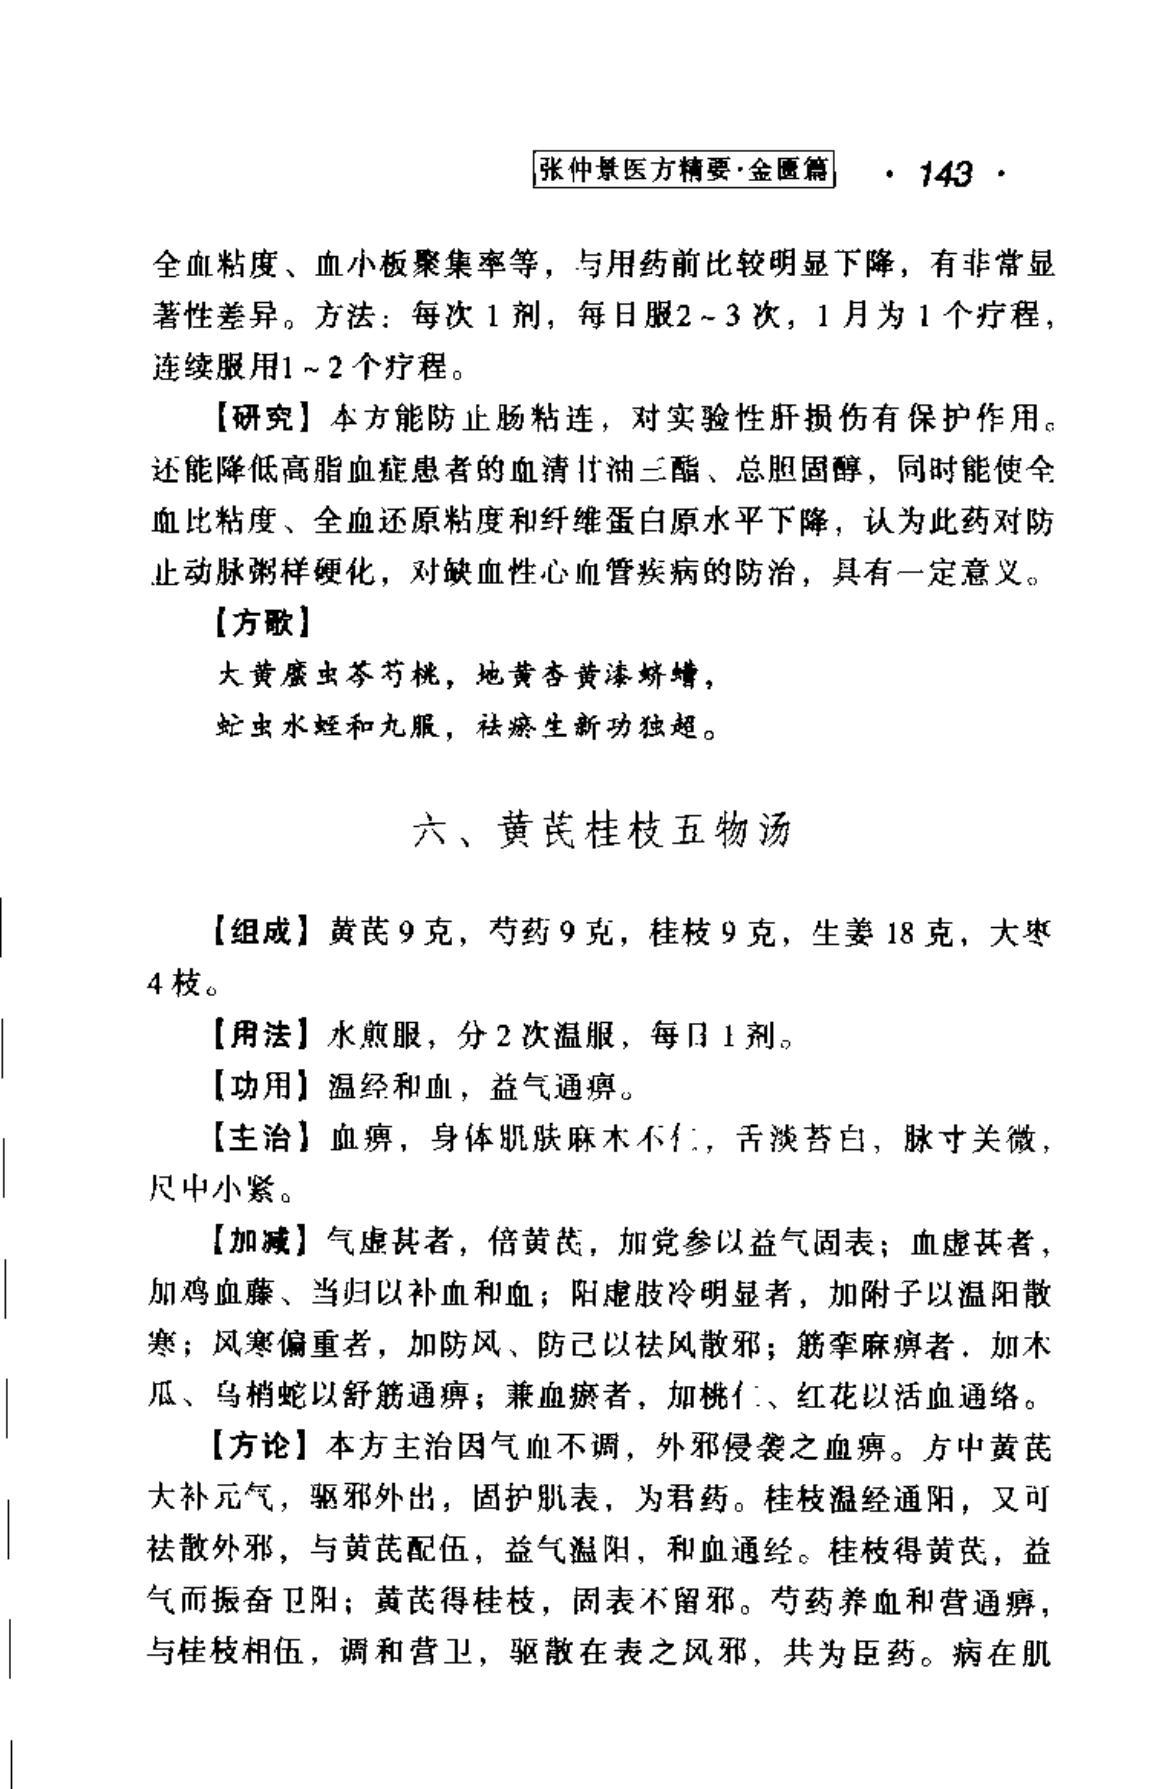 张仲景医方精要·金匮篇 · 143 ·
全血粘度、血小板聚集率等，与用药前比较明显下降，有非常显
著性差异。方法：每次 1 剂，每日服2～3 次，1 月为 1 个疗程，
连续服用1～2 个疗程。
【研究】本方能防止肠粘连，对实验性肝损伤有保护作用。
还能降低高脂血症患者的血清甘油三酯、总胆固醇，同时能使全
血比粘度、全血还原粘度和纤维蛋白原水平下降，认为此药对防
止动脉粥样硬化，对缺血性心血管疾病的防治，具有一定意义。
【方歌】
大黄䗪虫芩芍桃，地黄杏黄漆蛴螬，
虻虫水蛭和丸服，祛瘀生新功独超。
六、黄芪桂枝五物汤
【组成】黄芪 9 克，芍药 9 克，桂枝 9 克，生姜 18 克，大枣
4 枝。
【用法】水煎服，分 2 次温服，每日 1 剂。
【功用】温经和血，益气通痹。
【主治】血痹，身体肌肤麻木不仁，舌淡苔白，脉寸关微，
尺中小紧。
【加减】气虚甚者，倍黄芪，加党参以益气固表；血虚甚者，
加鸡血藤、当归以补血和血；阳虚肢冷明显者，加附子以温阳散
寒；风寒偏重者，加防风、防己以祛风散邪；筋挛麻痹者，加木
瓜、乌梢蛇以舒筋通痹；兼血瘀者，加桃仁、红花以活血通络。
【方论】本方主治因气血不调，外邪侵袭之血痹。方中黄芪
大补元气，驱邪外出，固护肌表，为君药。桂枝温经通阳，又可
祛散外邪，与黄芪配伍，益气温阳，和血通经。桂枝得黄芪，益
气而振奋卫阳；黄芪得桂枝，固表不留邪。芍药养血和营通痹，
与桂枝相伍，调和营卫，驱散在表之风邪，共为臣药。病在肌